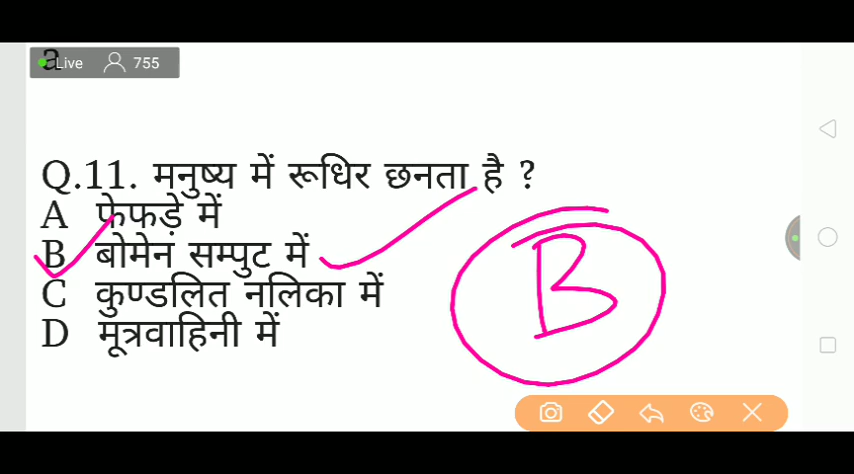 a
Live 755
Q.11. मनुष्य में रूधिर छनता है ?
A फेफड़े में
B बोमेन सम्पुट में
C कुण्डलित नलिका में
D मूत्रवाहिनी में
B